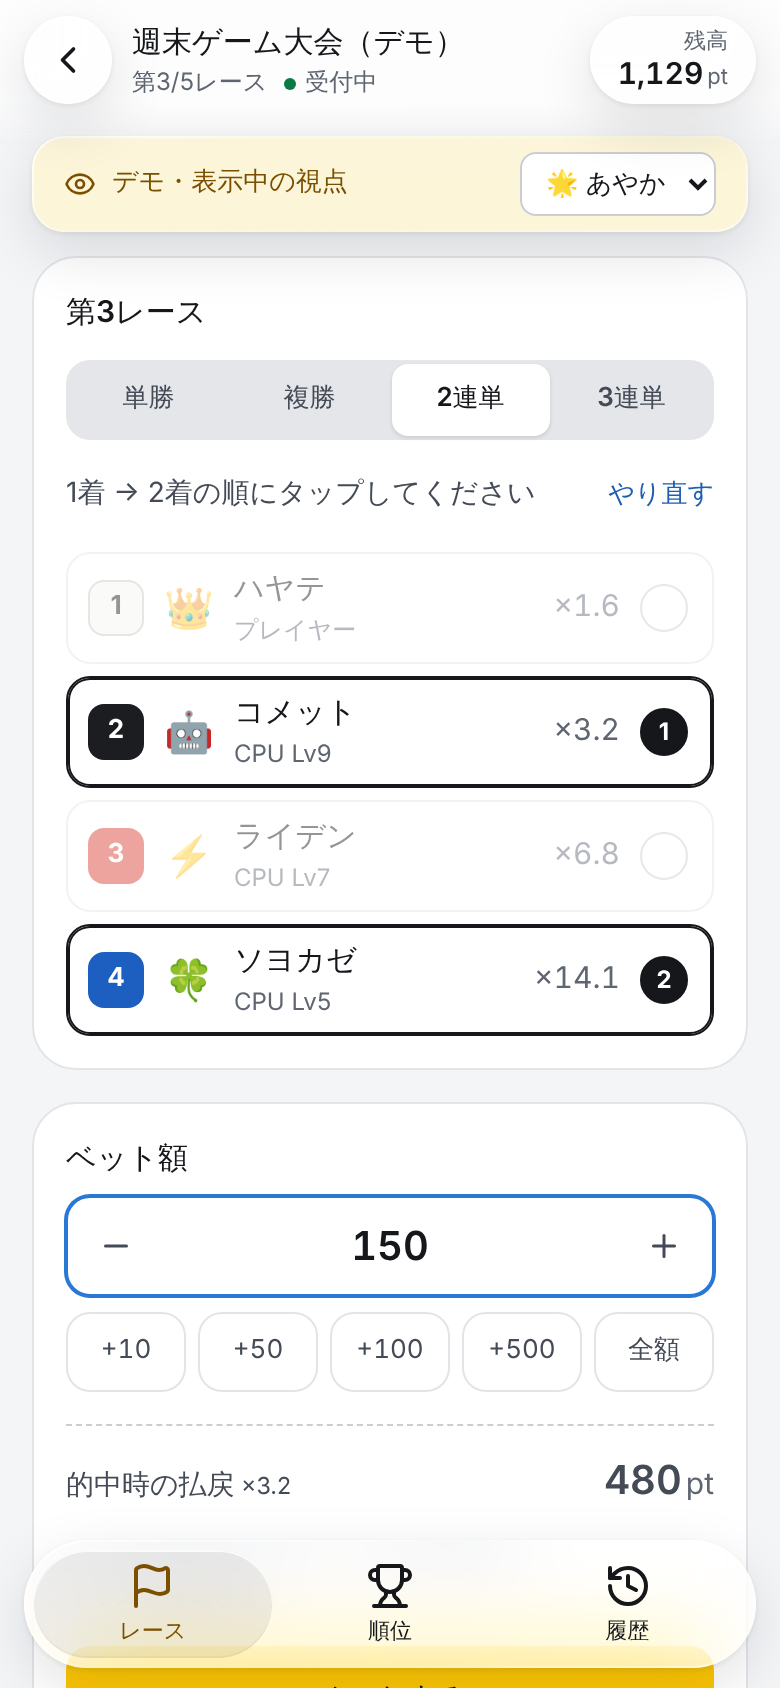 週末ゲーム大会（デモ）
第3/5レース 受付中
残高
1,129 pt
デモ・表示中の視点
あやか
第3レース
単勝 複勝 2連単 3連単
1着 → 2着の順にタップしてください やり直す
1 ハヤテ ×1.6
プレイヤー
2 コメット ×3.2 1
CPU Lv9
3 ライデン ×6.8
CPU Lv7
4 ソヨカゼ ×14.1 2
CPU Lv5
ベット額
− 150 +
+10 +50 +100 +500 全額
的中時の払戻 ×3.2 480 pt
レース 順位 履歴